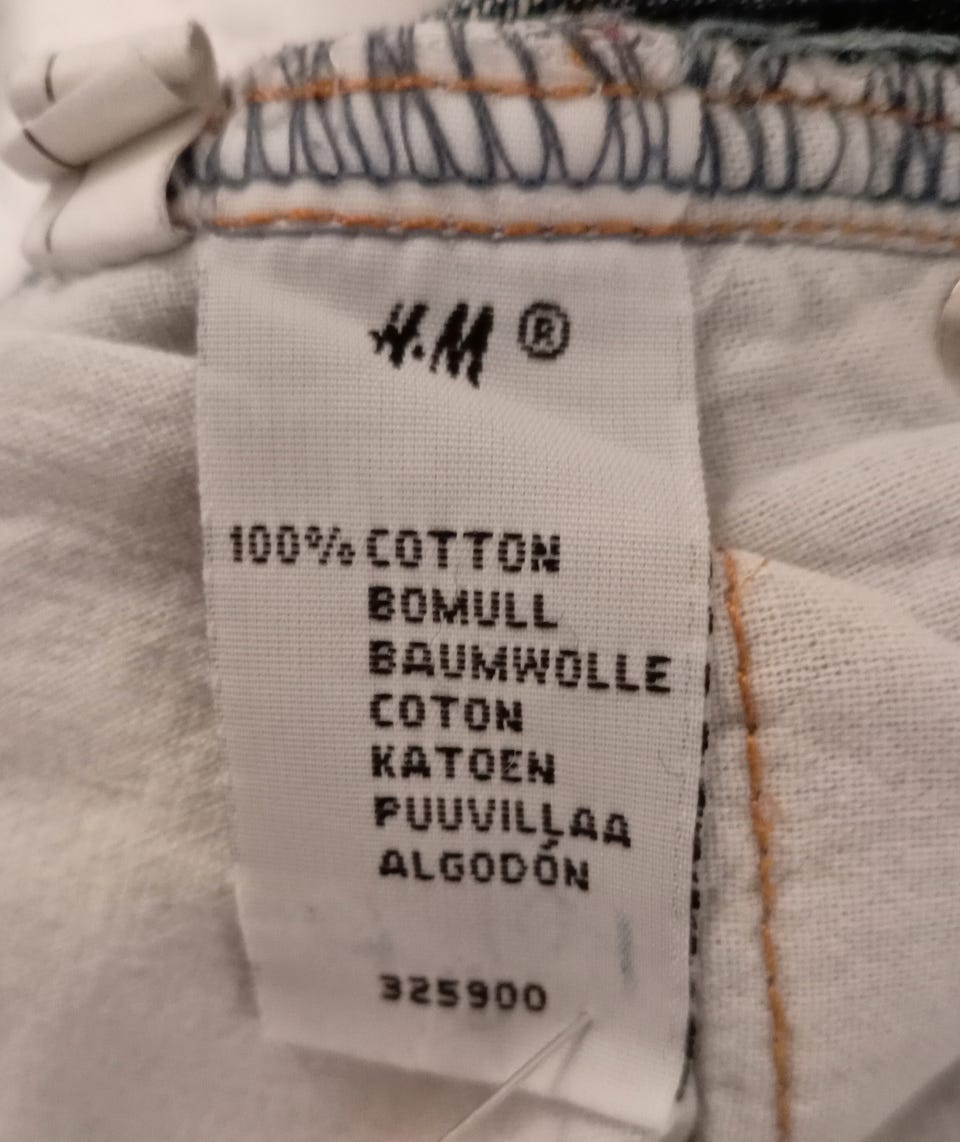 H&M ®
100% COTTON
BOMULL
BAUMWOLLE
COTON
KATOEN
PUUVILLAA
ALGODÓN
325900